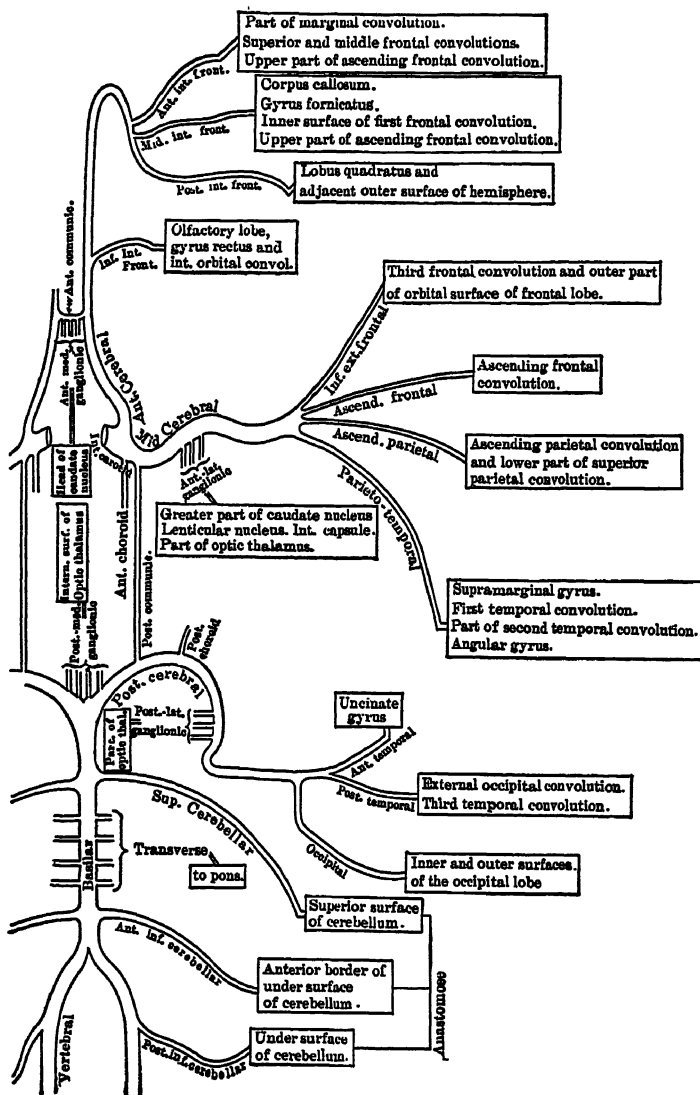 Part of marginal convolution.
Superior and middle frontal convolutions.
Upper part of ascending frontal convolution.
Ant. int. front.
Corpus callosum.
Gyrus fornicatus.
Inner surface of first frontal convolution.
Upper part of ascending frontal convolution.
Mid. int. front.
Lobus quadratus and
adjacent outer surface of hemisphere.
Post. int. front.
Ant. communic.
Olfactory lobe,
gyrus rectus and
int. orbital convol.
Inf. Int.
Front.
Third frontal convolution and outer part
of orbital surface of frontal lobe.
Inf. ext. frontal
Ant. med.
ganglionic
Ant. Cerebral
Mid. Cerebral
Ascending frontal
convolution.
Ascend. frontal
Ascend. parietal
Ascending parietal convolution
and lower part of superior
parietal convolution.
Head of
caudate
nucleus
Int. carotid
Ant.-lat.
ganglionic
Parieto-temporal
Greater part of caudate nucleus
Lenticular nucleus. Int. capsule.
Part of optic thalamus.
Intern. surf. of
Optic thalamus
Ant. choroid
Post. communic.
Supramarginal gyrus.
First temporal convolution.
Part of second temporal convolution.
Angular gyrus.
Post.-med.
ganglionic
Post.
choroid
Post. cerebral
Part. of
optic thal.
Post.-lat.
ganglionic
Uncinate
gyrus
Ant. temporal
Post. temporal
External occipital convolution.
Third temporal convolution.
Sup. Cerebellar
Occipital
Inner and outer surfaces.
of the occipital lobe
Basilar
Transverse
to pons.
Superior surface
of cerebellum.
Ant. inf. cerebellar
Anterior border of
under surface
of cerebellum.
Anastomose
Vertebral
Post. inf. cerebellar
Under surface
of cerebellum.